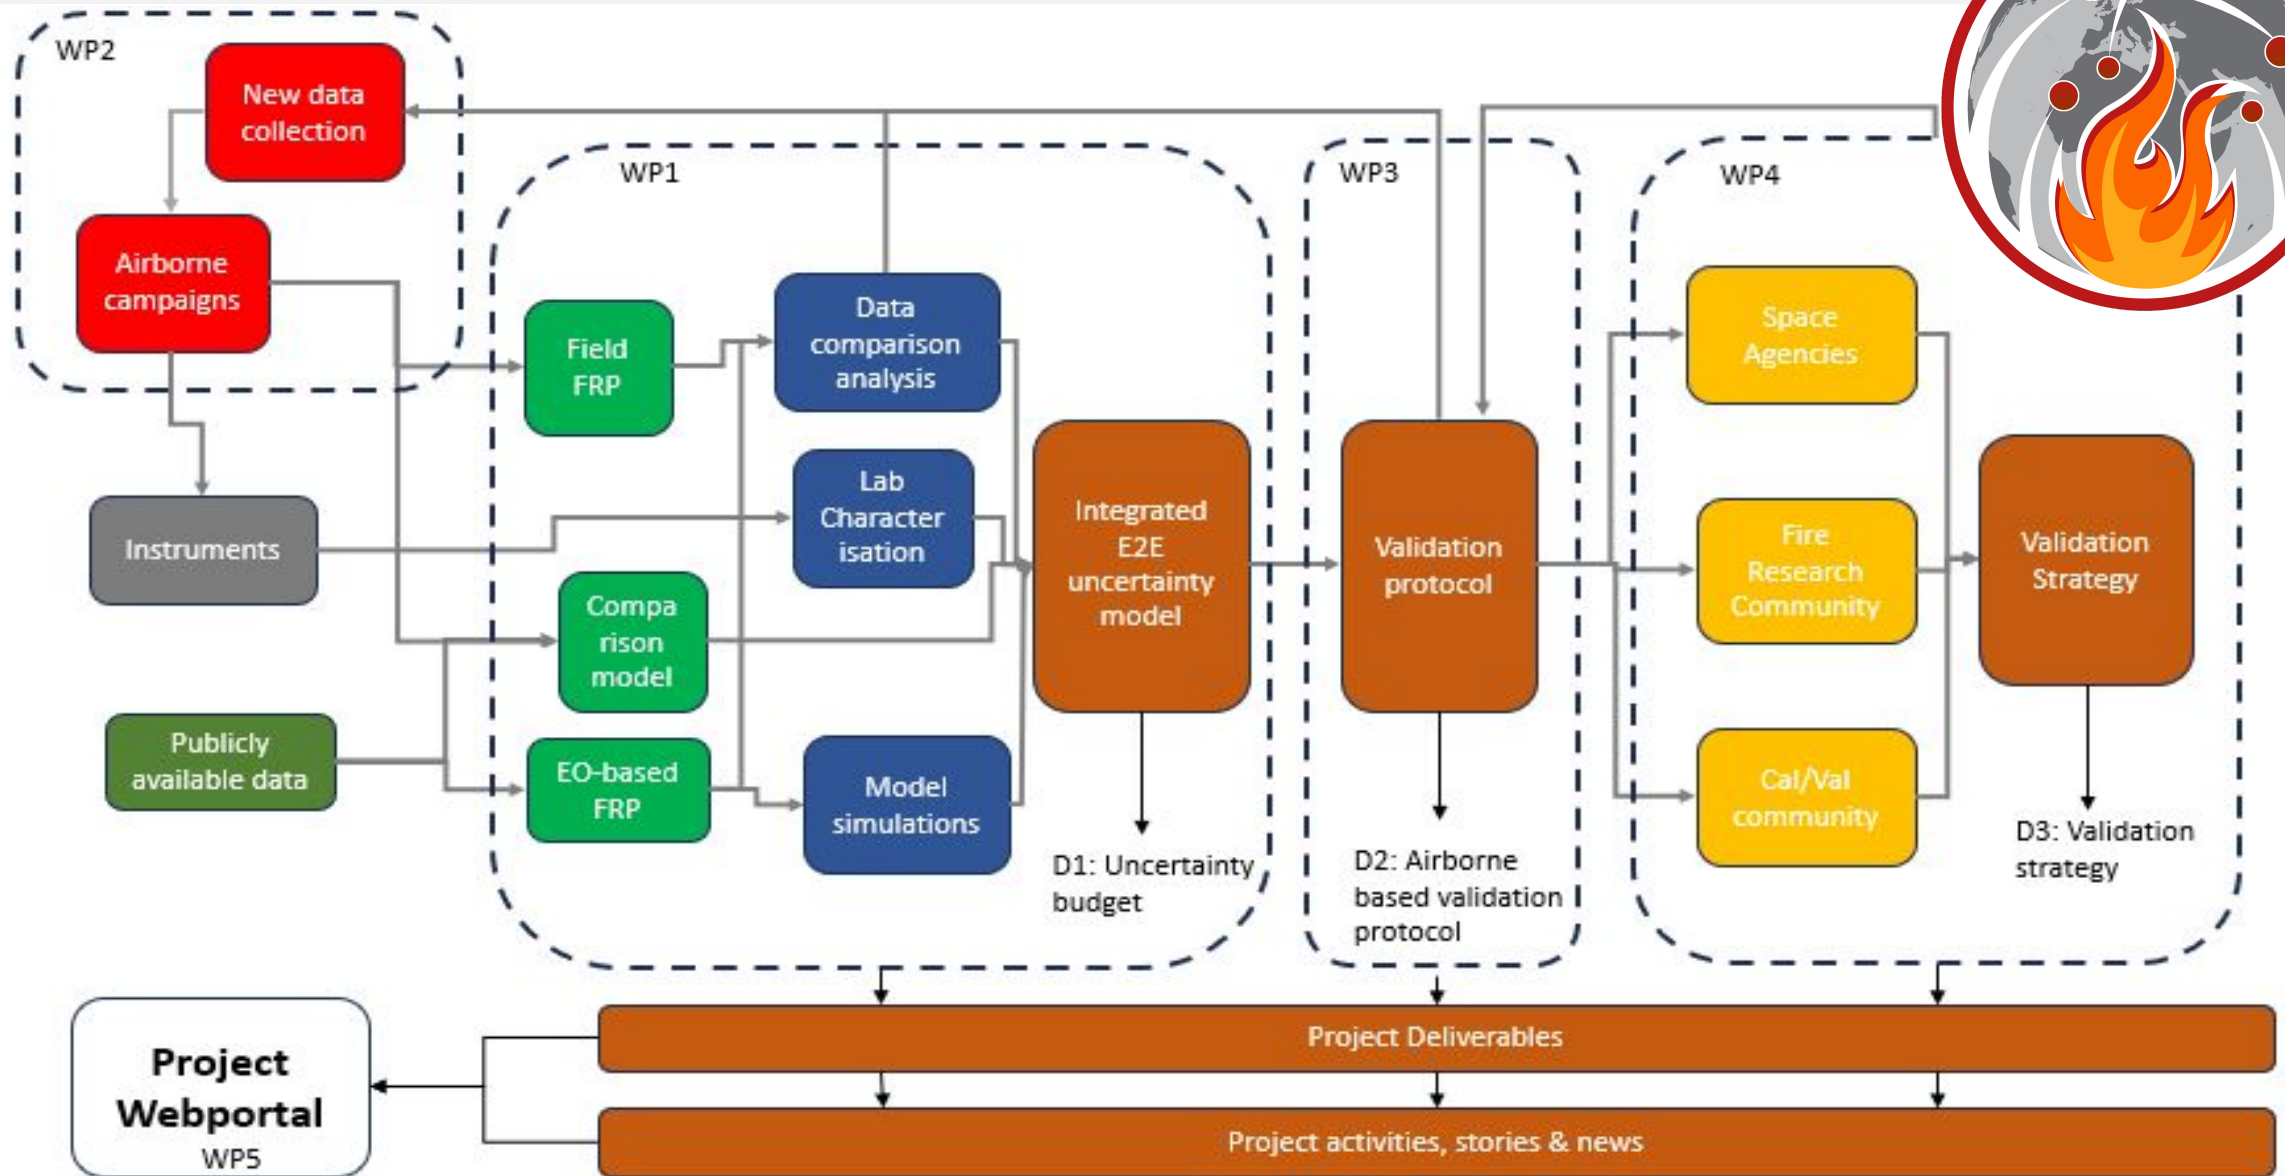 WP2
New data
collection
Airborne
campaigns
Instruments
Publicly
available data
WP1
Field
FRP
Data
comparison
analysis
Lab
Character
isation
Compa
rison
model
EO-based
FRP
Model
simulations
Integrated
E2E
uncertainty
model
D1: Uncertainty
budget
WP3
Validation
protocol
D2: Airborne
based validation
protocol
WP4
Space
Agencies
Fire
Research
Community
Cal/Val
community
Validation
Strategy
D3: Validation
strategy
Project Deliverables
Project activities, stories & news
Project
Webportal
WP5